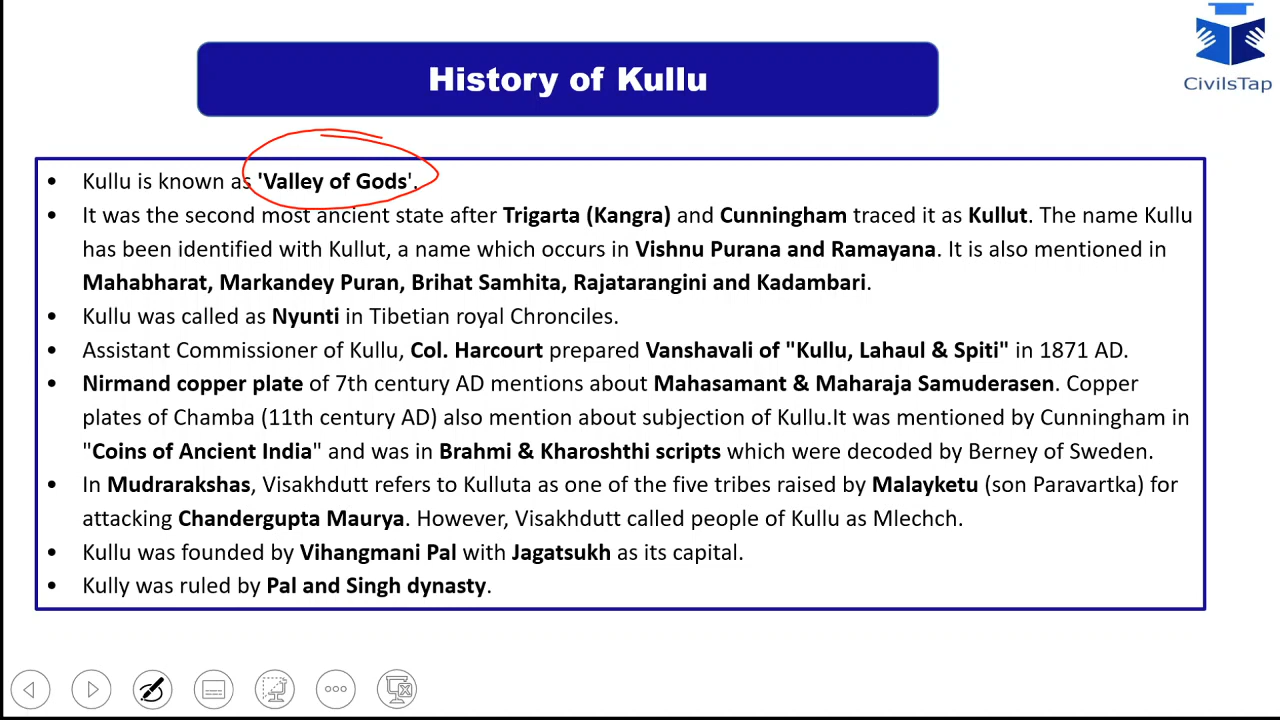 CivilsTap
History of Kullu
• Kullu is known as 'Valley of Gods'.
• It was the second most ancient state after Trigarta (Kangra) and Cunningham traced it as Kullut. The name Kullu
has been identified with Kullut, a name which occurs in Vishnu Purana and Ramayana. It is also mentioned in
Mahabharat, Markandey Puran, Brihat Samhita, Rajatarangini and Kadambari.
• Kullu was called as Nyunti in Tibetian royal Chronciles.
• Assistant Commissioner of Kullu, Col. Harcourt prepared Vanshavali of "Kullu, Lahaul & Spiti" in 1871 AD.
• Nirmand copper plate of 7th century AD mentions about Mahasamant & Maharaja Samuderasen. Copper
plates of Chamba (11th century AD) also mention about subjection of Kullu.It was mentioned by Cunningham in
"Coins of Ancient India" and was in Brahmi & Kharoshthi scripts which were decoded by Berney of Sweden.
• In Mudrarakshas, Visakhdutt refers to Kulluta as one of the five tribes raised by Malayketu (son Paravartka) for
attacking Chandergupta Maurya. However, Visakhdutt called people of Kullu as Mlechch.
• Kullu was founded by Vihangmani Pal with Jagatsukh as its capital.
• Kully was ruled by Pal and Singh dynasty.